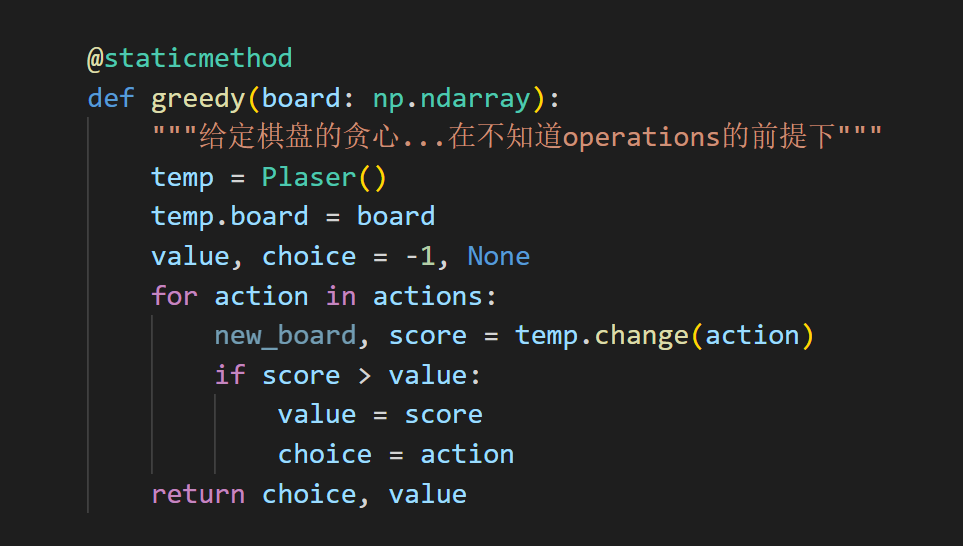 @staticmethod
def greedy(board: np.ndarray):
    """给定棋盘的贪心...在不知道operations的前提下"""
    temp = Plaser()
    temp.board = board
    value, choice = -1, None
    for action in actions:
        new_board, score = temp.change(action)
        if score > value:
            value = score
            choice = action
    return choice, value